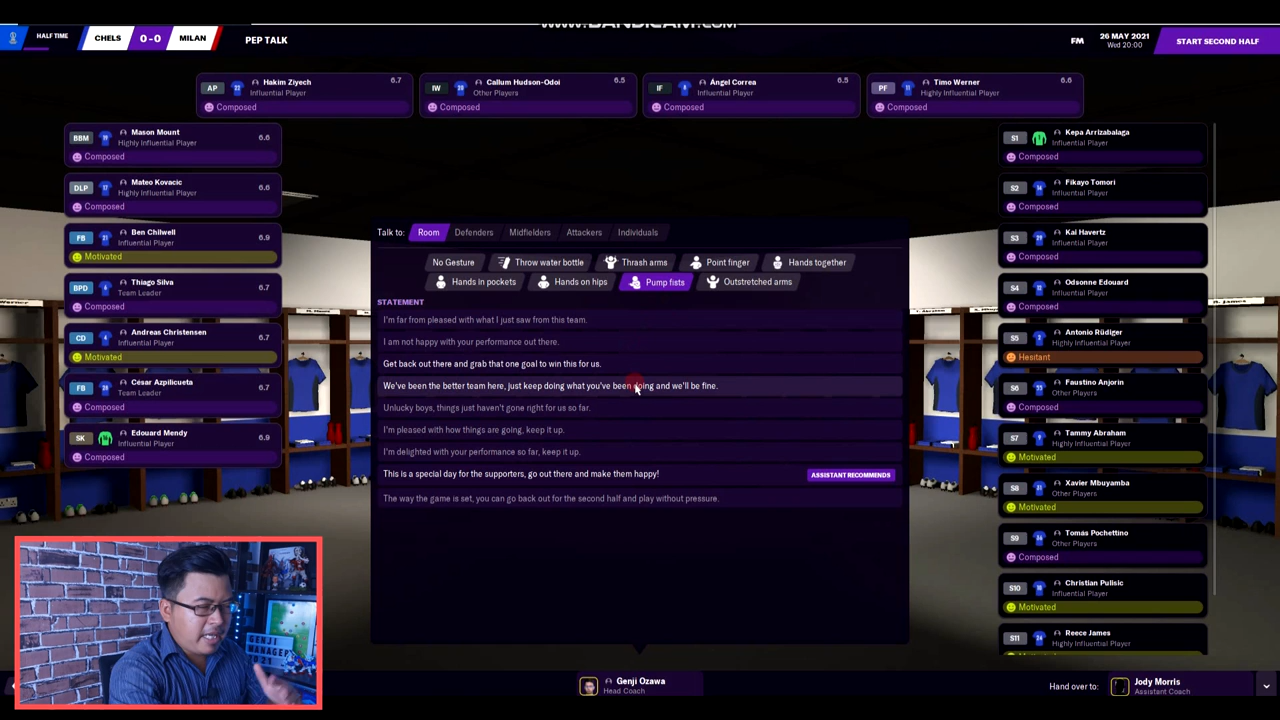 www.BANDICAM.com
HALF TIME
CHELS 0-0 MILAN
PEP TALK
FM
26 MAY 2021
Wed 20:00
START SECOND HALF
AP
Hakim Ziyech
Influential Player
6.7
Composed
IW
Callum Hudson-Odoi
Other Players
6.5
Composed
IF
Ángel Correa
Influential Player
6.5
Composed
PF
Timo Werner
Highly Influential Player
6.6
Composed
BBM
Mason Mount
Highly Influential Player
6.6
Composed
DLP
Mateo Kovacic
Highly Influential Player
6.6
Composed
FB
Ben Chilwell
Influential Player
6.9
Motivated
BPD
Thiago Silva
Team Leader
6.7
Composed
CD
Andreas Christensen
Influential Player
6.7
Motivated
FB
César Azpilicueta
Team Leader
6.7
Composed
SK
Edouard Mendy
Influential Player
6.9
Composed
Talk to: Room Defenders Midfielders Attackers Individuals
No Gesture Throw water bottle Thrash arms Point finger Hands together
Hands in pockets Hands on hips Pump fists Outstretched arms
STATEMENT
I'm far from pleased with what I just saw from this team.
I am not happy with your performance out there.
Get back out there and grab that one goal to win this for us.
We've been the better team here, just keep doing what you've been doing and we'll be fine.
Unlucky boys, things just haven't gone right for us so far.
I'm pleased with how things are going, keep it up.
I'm delighted with your performance so far, keep it up.
This is a special day for the supporters, go out there and make them happy! ASSISTANT RECOMMENDS
The way the game is set, you can go back out for the second half and play without pressure.
S1
Kepa Arrizabalaga
Influential Player
Composed
S2
Fikayo Tomori
Influential Player
Composed
S3
Kai Havertz
Influential Player
Composed
S4
Odsonne Edouard
Influential Player
Composed
S5
Antonio Rüdiger
Highly Influential Player
Hesitant
S6
Faustino Anjorin
Other Players
Composed
S7
Tammy Abraham
Highly Influential Player
Motivated
S8
Xavier Mbuyamba
Other Players
Motivated
S9
Tomás Pochettino
Other Players
Composed
S10
Christian Pulisic
Influential Player
Motivated
S11
Reece James
Highly Influential Player
GENJI
MANAGER
Genji Ozawa
Head Coach
Hand over to:
Jody Morris
Assistant Coach